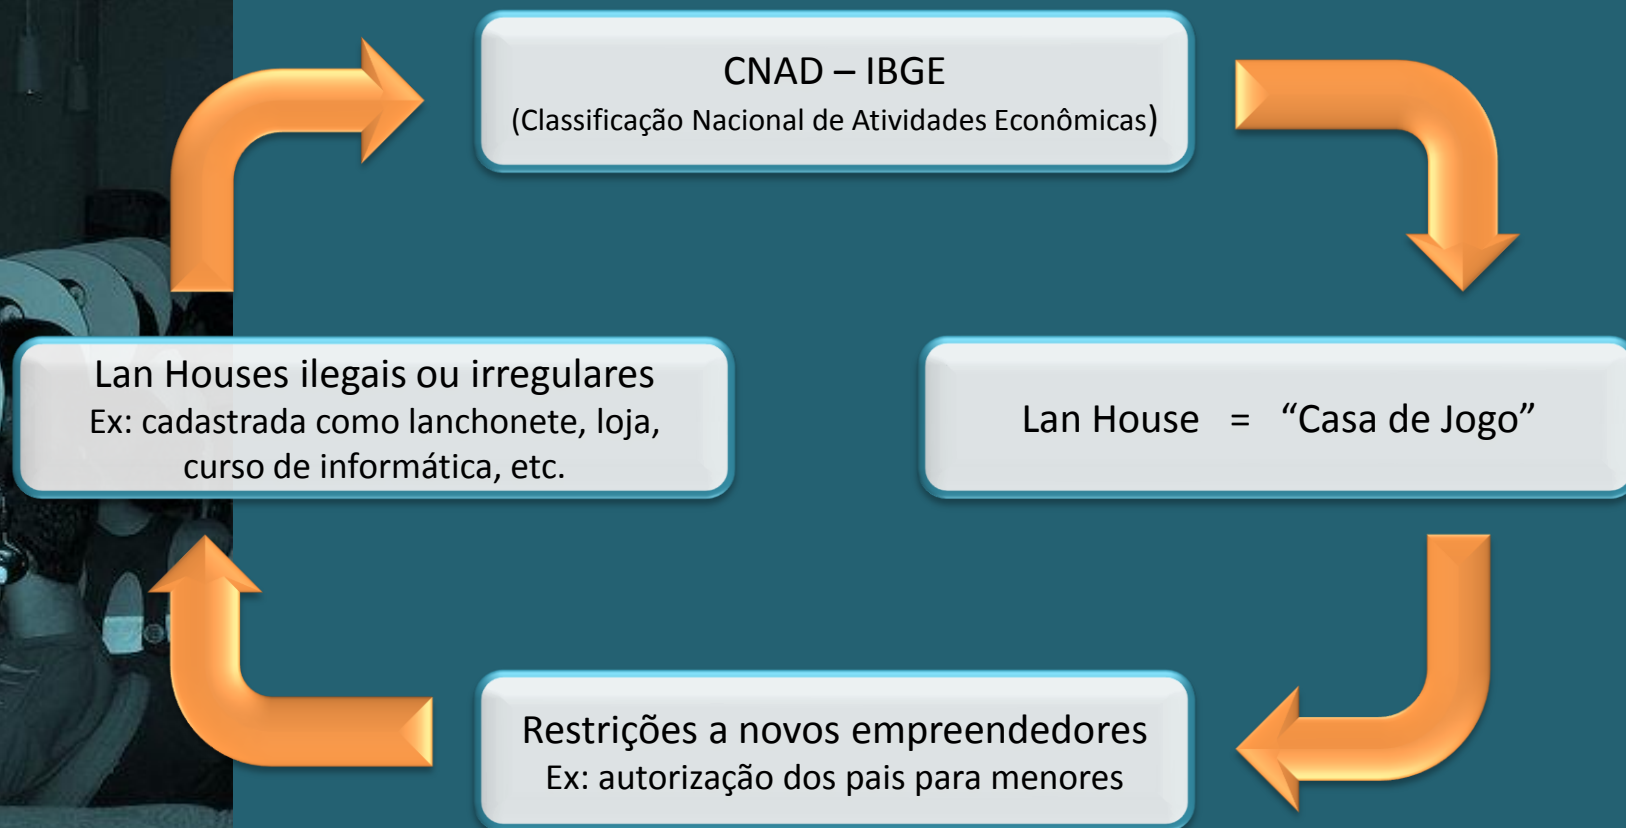 CNAD – IBGE
(Classificação Nacional de Atividades Econômicas)
Lan House = “Casa de Jogo”
Restrições a novos empreendedores
Ex: autorização dos pais para menores
Lan Houses ilegais ou irregulares
Ex: cadastrada como lanchonete, loja,
curso de informática, etc.